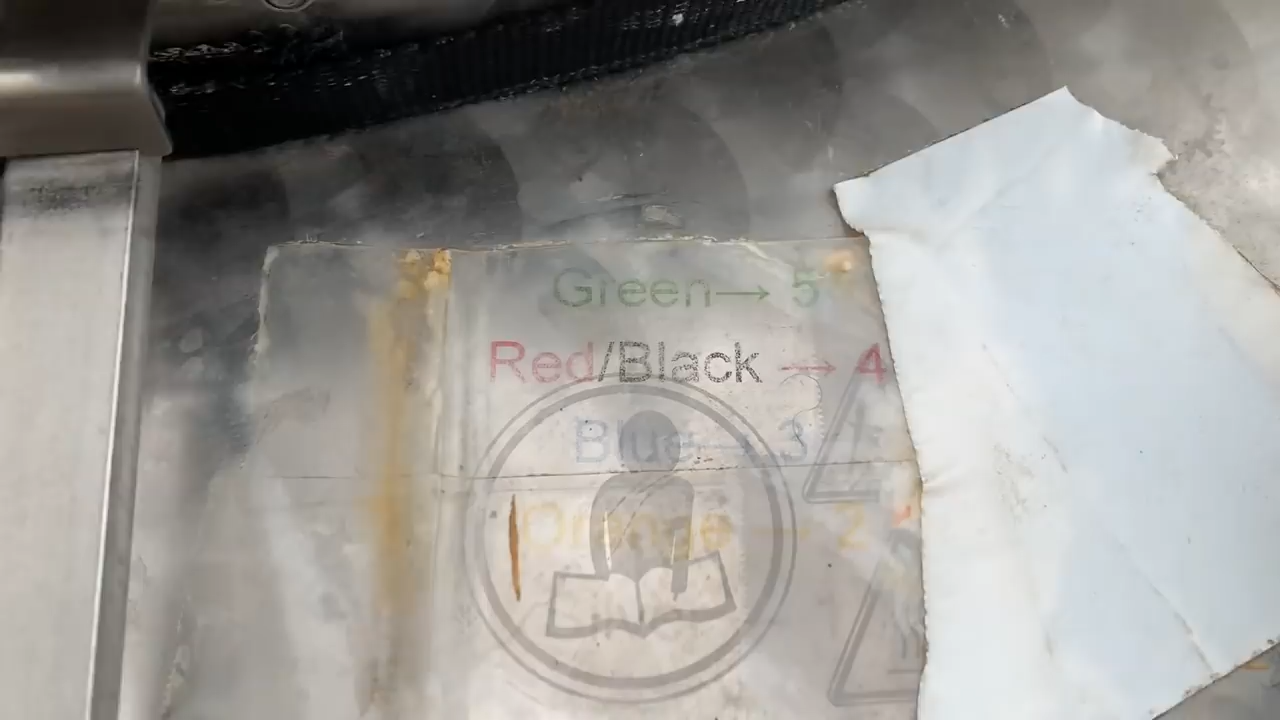 Green→ 5
Red/Black → 4
Blue → 3
Orange → 2